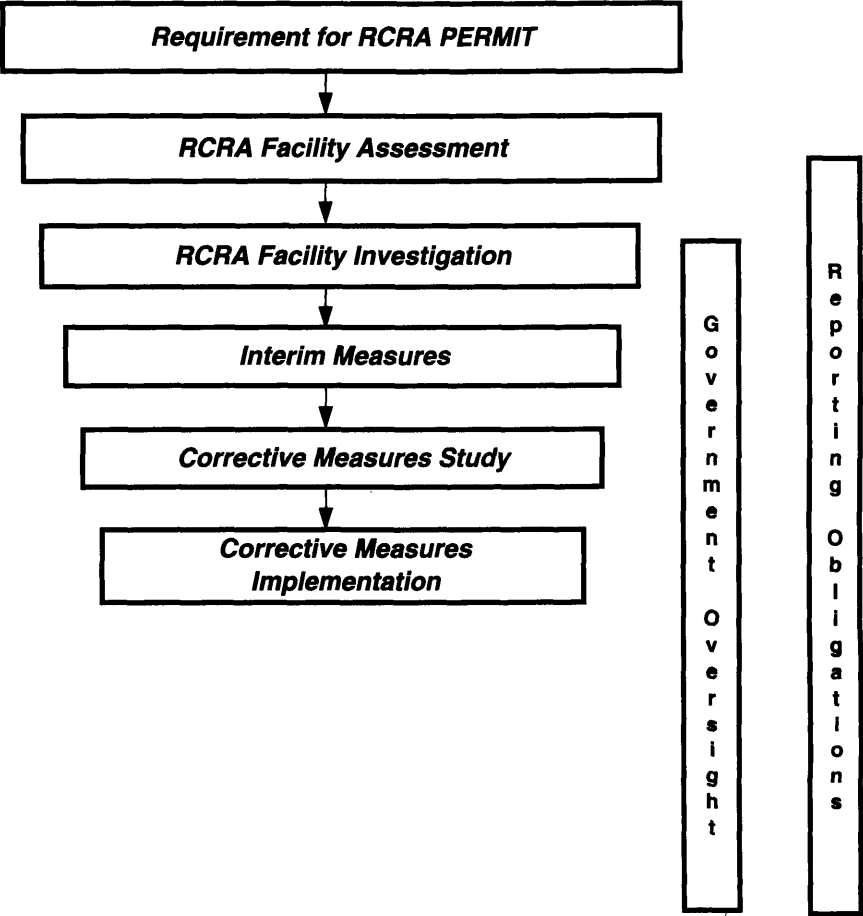 Requirement for RCRA PERMIT
RCRA Facility Assessment
RCRA Facility Investigation
Interim Measures
Corrective Measures Study
Corrective Measures
Implementation
Government Oversight
Reporting Obligations